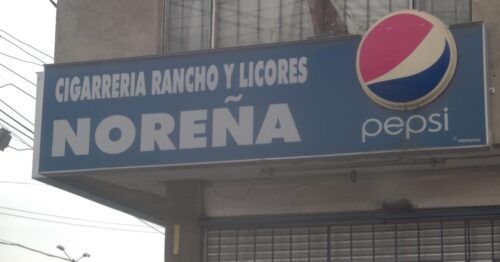 CIGARRERIA RANCHO Y LICORES
NOREÑA
pepsi